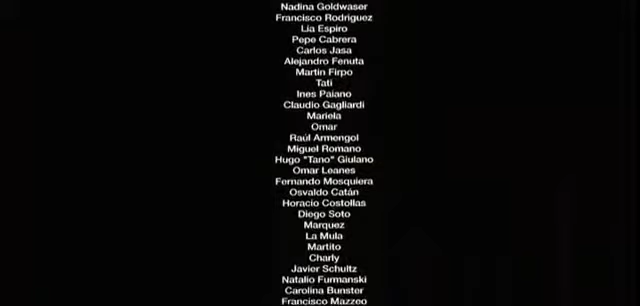 Nadina Goldwaser
Francisco Rodriguez
Lia Espiro
Pepe Cabrera
Carlos Jasa
Alejandro Fenuta
Martin Firpo
Tati
Ines Paiano
Claudio Gagliardi
Mariela
Omar
Raúl Armengol
Miguel Romano
Hugo "Tano" Giulano
Omar Leanes
Fernando Mosquiera
Osvaldo Catán
Horacio Costollas
Diego Soto
Marquez
La Mula
Martito
Charly
Javier Schultz
Natalio Furmanski
Carolina Bunster
Francisco Mazzeo